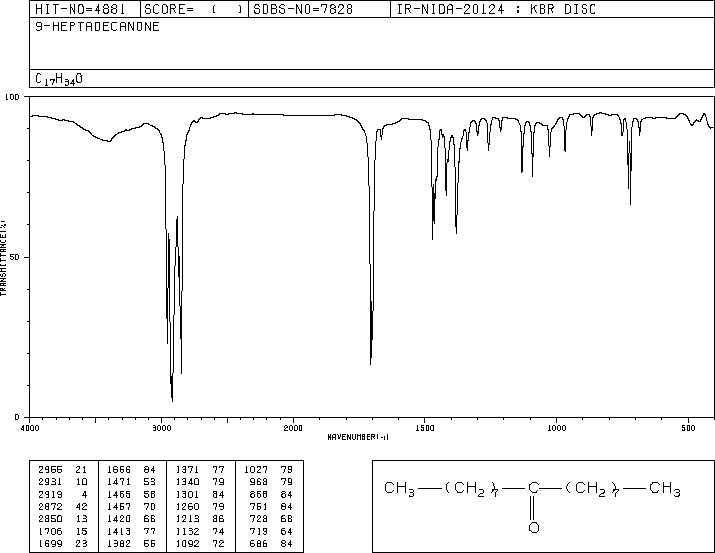 HIT-NO=4881 SCORE= ( ) SDBS-NO=7828 IR-NIDA-20124 : KBR DISC
9-HEPTADECANONE
C17H34O
100
50
0
TRANSMITTANCE(%)
4000 3000 2000 1500 1000 500
WAVENUMBER(-1)
2955 21 1666 84 1371 77 1027 79
2931 10 1471 53 1340 79 968 79
2919 4 1465 58 1301 84 868 84
2872 42 1457 70 1260 79 751 84
2850 13 1420 66 1213 86 728 68
1706 15 1413 77 1132 74 719 64
1699 23 1382 55 1092 72 686 84
CH3—(CH2)7—C—(CH2)7—CH3
O